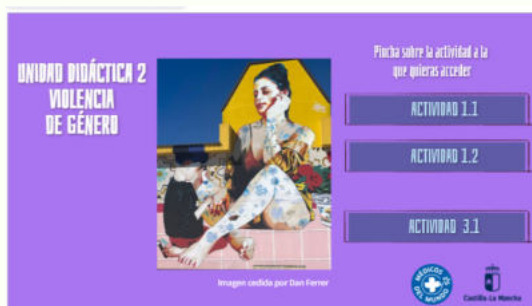 UNIDAD DIDÁCTICA 2
VIOLENCIA
DE GÉNERO
Pincha sobre la actividad a la
que quieras acceder
ACTIVIDAD 1.1
ACTIVIDAD 1.2
ACTIVIDAD 3.1
Imagen cedida por Dan Ferrer
MÉDICOS
DEL MUNDO
Castilla-La Mancha